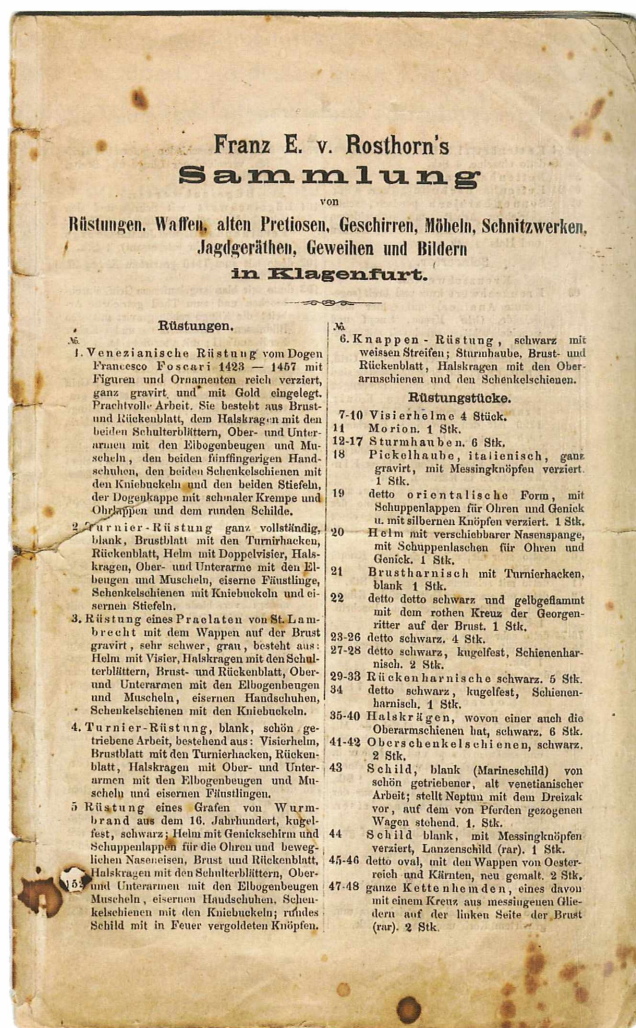 Franz E. v. Rosthorn's
Sammlung
von
Rüstungen, Waffen, alten Pretiosen, Geschirren, Möbeln, Schnitzwerken,
Jagdgeräthen, Geweihen und Bildern
in Klagenfurt.
Rüstungen.
№.
1. Venezianische Rüstung vom Dogen
Francesco Foscari 1423 — 1457 mit
Figuren und Ornamenten reich verziert,
ganz gravirt und mit Gold eingelegt.
Prachtvolle Arbeit. Sie besteht aus Brust-
und Rückenblatt, dem Halskragen mit den
beiden Schulterblättern, Ober- und Unter-
armen mit den Elbogenbeugen und Mu-
scheln, den beiden fünffingerigen Hand-
schuhen, den beiden Schenkelschienen mit
den Kniebuckeln und den beiden Stiefeln,
der Dogenkappe mit schmaler Krempe und
Ohrlappen und dem runden Schilde.
2 Turnier-Rüstung ganz vollständig,
blank, Brustblatt mit den Turnirhacken,
Rückenblatt, Helm mit Doppelvisier, Hals-
kragen, Ober- und Unterarme mit den El-
beugen und Muscheln, eiserne Fäustlinge,
Schenkelschienen mit Kniebuckeln und ei-
sernen Stiefeln.
3. Rüstung eines Praelaten von St. Lam-
brecht mit dem Wappen auf der Brust
gravirt, sehr schwer, grau, besteht aus:
Helm mit Visier, Halskragen mit den Schul-
terblättern, Brust- und Rückenblatt, Ober-
und Unterarmen mit den Elbogenbeugen
und Muscheln, eisernen Handschuhen,
Schenkelschienen mit den Kniebuckeln.
4. Turnier-Rüstung, blank, schön ge-
triebene Arbeit, bestehend aus: Visierhelm,
Brustblatt mit den Turnierhacken, Rücken-
blatt, Halskragen mit Ober- und Unter-
armen mit den Elbogenbeugen und Mu-
scheln und eisernen Fäustlingen.
5 Rüstung eines Grafen von Wurm-
brand aus dem 16. Jahrhundert, kugel-
fest, schwarz; Helm mit Genickschirm und
Schuppenlappen für die Ohren und beweg-
lichen Naseneisen, Brust und Rückenblatt,
Halskragen mit den Schulterblättern, Ober-
und Unterarmen mit den Elbogenbeugen
Muscheln, eisernen Handschuhen, Schen-
kelschienen mit den Kniebuckeln; rundes
Schild mit in Feuer vergoldeten Knöpfen.
№.
6. Knappen-Rüstung, schwarz mit
weissen Streifen; Sturmhaube, Brust- und
Rückenblatt, Halskragen mit den Ober-
armschienen und den Schenkelschienen.
Rüstungstücke.
7-10 Visierhelme 4 Stück.
11 Morion. 1 Stk.
12-17 Sturmhauben. 6 Stk.
18 Pickelhaube, italienisch, ganz
gravirt, mit Messingknöpfen verziert.
1 Stk.
19 detto orientalische Form, mit
Schuppenlappen für Ohren und Genick
u. mit silbernen Knöpfen verziert. 1 Stk.
20 Helm mit verschiebbarer Nasenspange,
mit Schuppenlaschen für Ohren und
Genick. 1 Stk.
21 Brustharnisch mit Turnierhacken,
blank 1 Stk.
22 detto detto schwarz und gelbgeflammt
mit dem rothen Kreuz der Georgen-
ritter auf der Brust. 1 Stk.
23-26 detto schwarz. 4 Stk.
27-28 detto schwarz, kugelfest, Schienenhar-
nisch. 2 Stk.
29-33 Rückenharnische schwarz. 5 Stk.
34 detto schwarz, kugelfest, Schienen-
harnisch. 1 Stk.
35-40 Halskrägen, wovon einer auch die
Oberarmschienen hat, schwarz. 6 Stk.
41-42 Oberschenkelschienen, schwarz.
2 Stk.
43 Schild, blank (Marineschild) von
schön getriebener, alt venetianischer
Arbeit; stellt Neptun mit dem Dreizak
vor, auf dem von Pferden gezogenen
Wagen stehend. 1. Stk.
44 Schild blank, mit Messingknöpfen
verziert, Lanzenschild (rar). 1 Stk.
45-46 detto oval, mit den Wappen von Oester-
reich und Kärnten, neu gemalt. 2 Stk.
47-48 ganze Kettenhemden, eines davon
mit einem Kreuz aus messingenen Glie-
dern auf der linken Seite der Brust
(rar). 2 Stk.